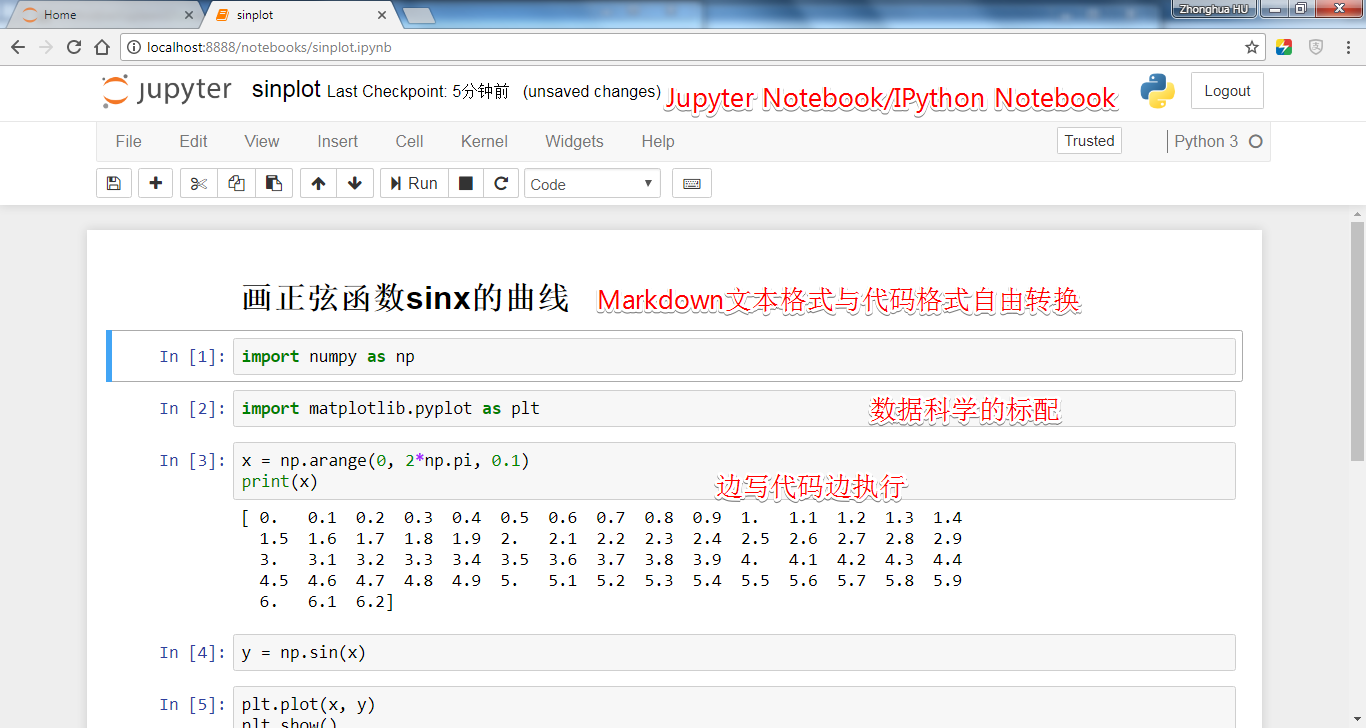 Home
sinplot
Zhonghua HU
localhost:8888/notebooks/sinplot.ipynb
jupyter sinplot Last Checkpoint: 5分钟前 (unsaved changes)
Jupyter Notebook/IPython Notebook
Logout
File Edit View Insert Cell Kernel Widgets Help
Trusted
Python 3
Run
Code
画正弦函数sinx的曲线
Markdown文本格式与代码格式自由转换
In [1]: import numpy as np
In [2]: import matplotlib.pyplot as plt
数据科学的标配
In [3]: x = np.arange(0, 2*np.pi, 0.1)
print(x)
边写代码边执行
[ 0. 0.1 0.2 0.3 0.4 0.5 0.6 0.7 0.8 0.9 1. 1.1 1.2 1.3 1.4
1.5 1.6 1.7 1.8 1.9 2. 2.1 2.2 2.3 2.4 2.5 2.6 2.7 2.8 2.9
3. 3.1 3.2 3.3 3.4 3.5 3.6 3.7 3.8 3.9 4. 4.1 4.2 4.3 4.4
4.5 4.6 4.7 4.8 4.9 5. 5.1 5.2 5.3 5.4 5.5 5.6 5.7 5.8 5.9
6. 6.1 6.2]
In [4]: y = np.sin(x)
In [5]: plt.plot(x, y)
plt.show()